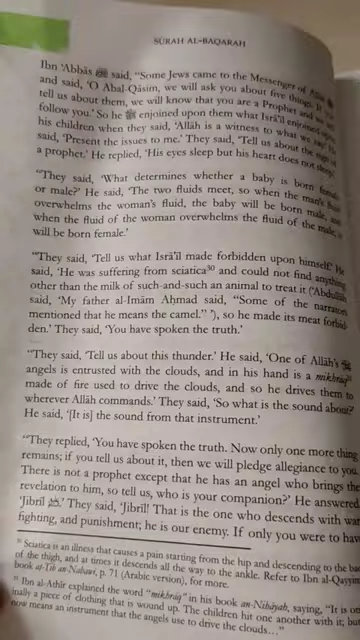 SŪRAH AL-BAQARAH
Ibn ‘Abbās ﷺ said, “Some Jews came to the Messenger of Allāh
and said, ‘O Abal-Qāsim, we will ask you about five things. If you
tell us about them, we will know that you are a Prophet and we will
follow you.’ So he ﷺ enjoined upon them what Isrā’īl enjoined upon
his children when they said, ‘Allāh is a witness to what we say.’ He
said, ‘Present the issues to me.’ They said, ‘Tell us about the sign of
a prophet.’ He replied, ‘His eyes sleep but his heart does not sleep.’
“They said, ‘What determines whether a baby is born female
or male?’ He said, ‘The two fluids meet, so when the man’s fluid
overwhelms the woman’s fluid, the baby will be born male, and
when the fluid of the woman overwhelms the fluid of the male, it
will be born female.’
“They said, ‘Tell us what Isrā’īl made forbidden upon himself.’ He
said, ‘He was suffering from sciatica³⁰ and could not find anything
other than the milk of such-and-such an animal to treat it (‘Abdullāh
said, ‘My father al-Imām Aḥmad said, “Some of the narrators
mentioned that he means the camel.” ’), so he made its meat forbid-
den.’ They said, ‘You have spoken the truth.’
“They said, ‘Tell us about this thunder.’ He said, ‘One of Allāh’s ﷻ
angels is entrusted with the clouds, and in his hand is a mikhrāq³¹
made of fire used to drive the clouds, and so he drives them to
wherever Allāh commands.’ They said, ‘So what is the sound about?’
He said, ‘[It is] the sound from that instrument.’
“They replied, ‘You have spoken the truth. Now only one more thing
remains; if you tell us about it, then we will pledge allegiance to you.
There is not a prophet except that he has an angel who brings the
revelation to him, so tell us, who is your companion?’ He answered,
‘Jibrīl .’ They said, ‘Jibrīl! That is the one who descends with war,
fighting, and punishment; he is our enemy. If only you were to have
³⁰ Sciatica is an illness that causes a pain starting from the hip and descending to the back
of the thigh, and at times it descends all the way to the ankle. Refer to Ibn al-Qayyim’s
book aṭ-Ṭib an-Nabawī, p. 71 (Arabic version), for more.
³¹ Ibn al-Athīr explained the word “mikhrāq” in his book an-Nihāyah, saying, “It is
a piece of clothing that is wound up. The children hit one another with it, but
now means an instrument that the angels use to drive the clouds…”